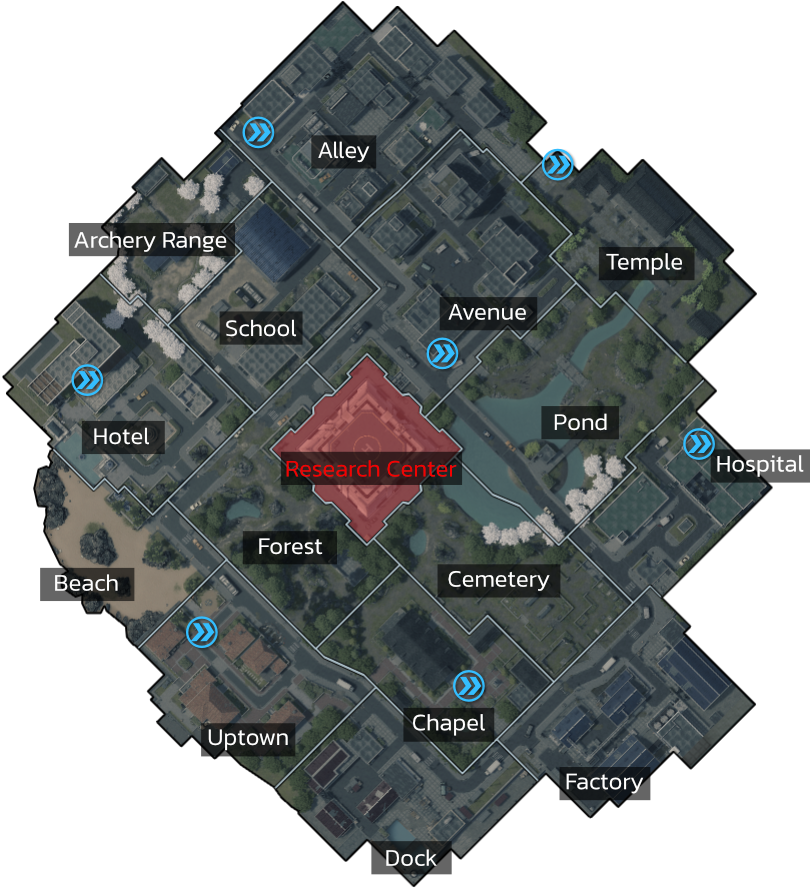 Alley
Archery Range
Temple
Avenue
School
Pond
Hotel
Hospital
Research Center
Forest
Cemetery
Beach
Chapel
Uptown
Factory
Dock